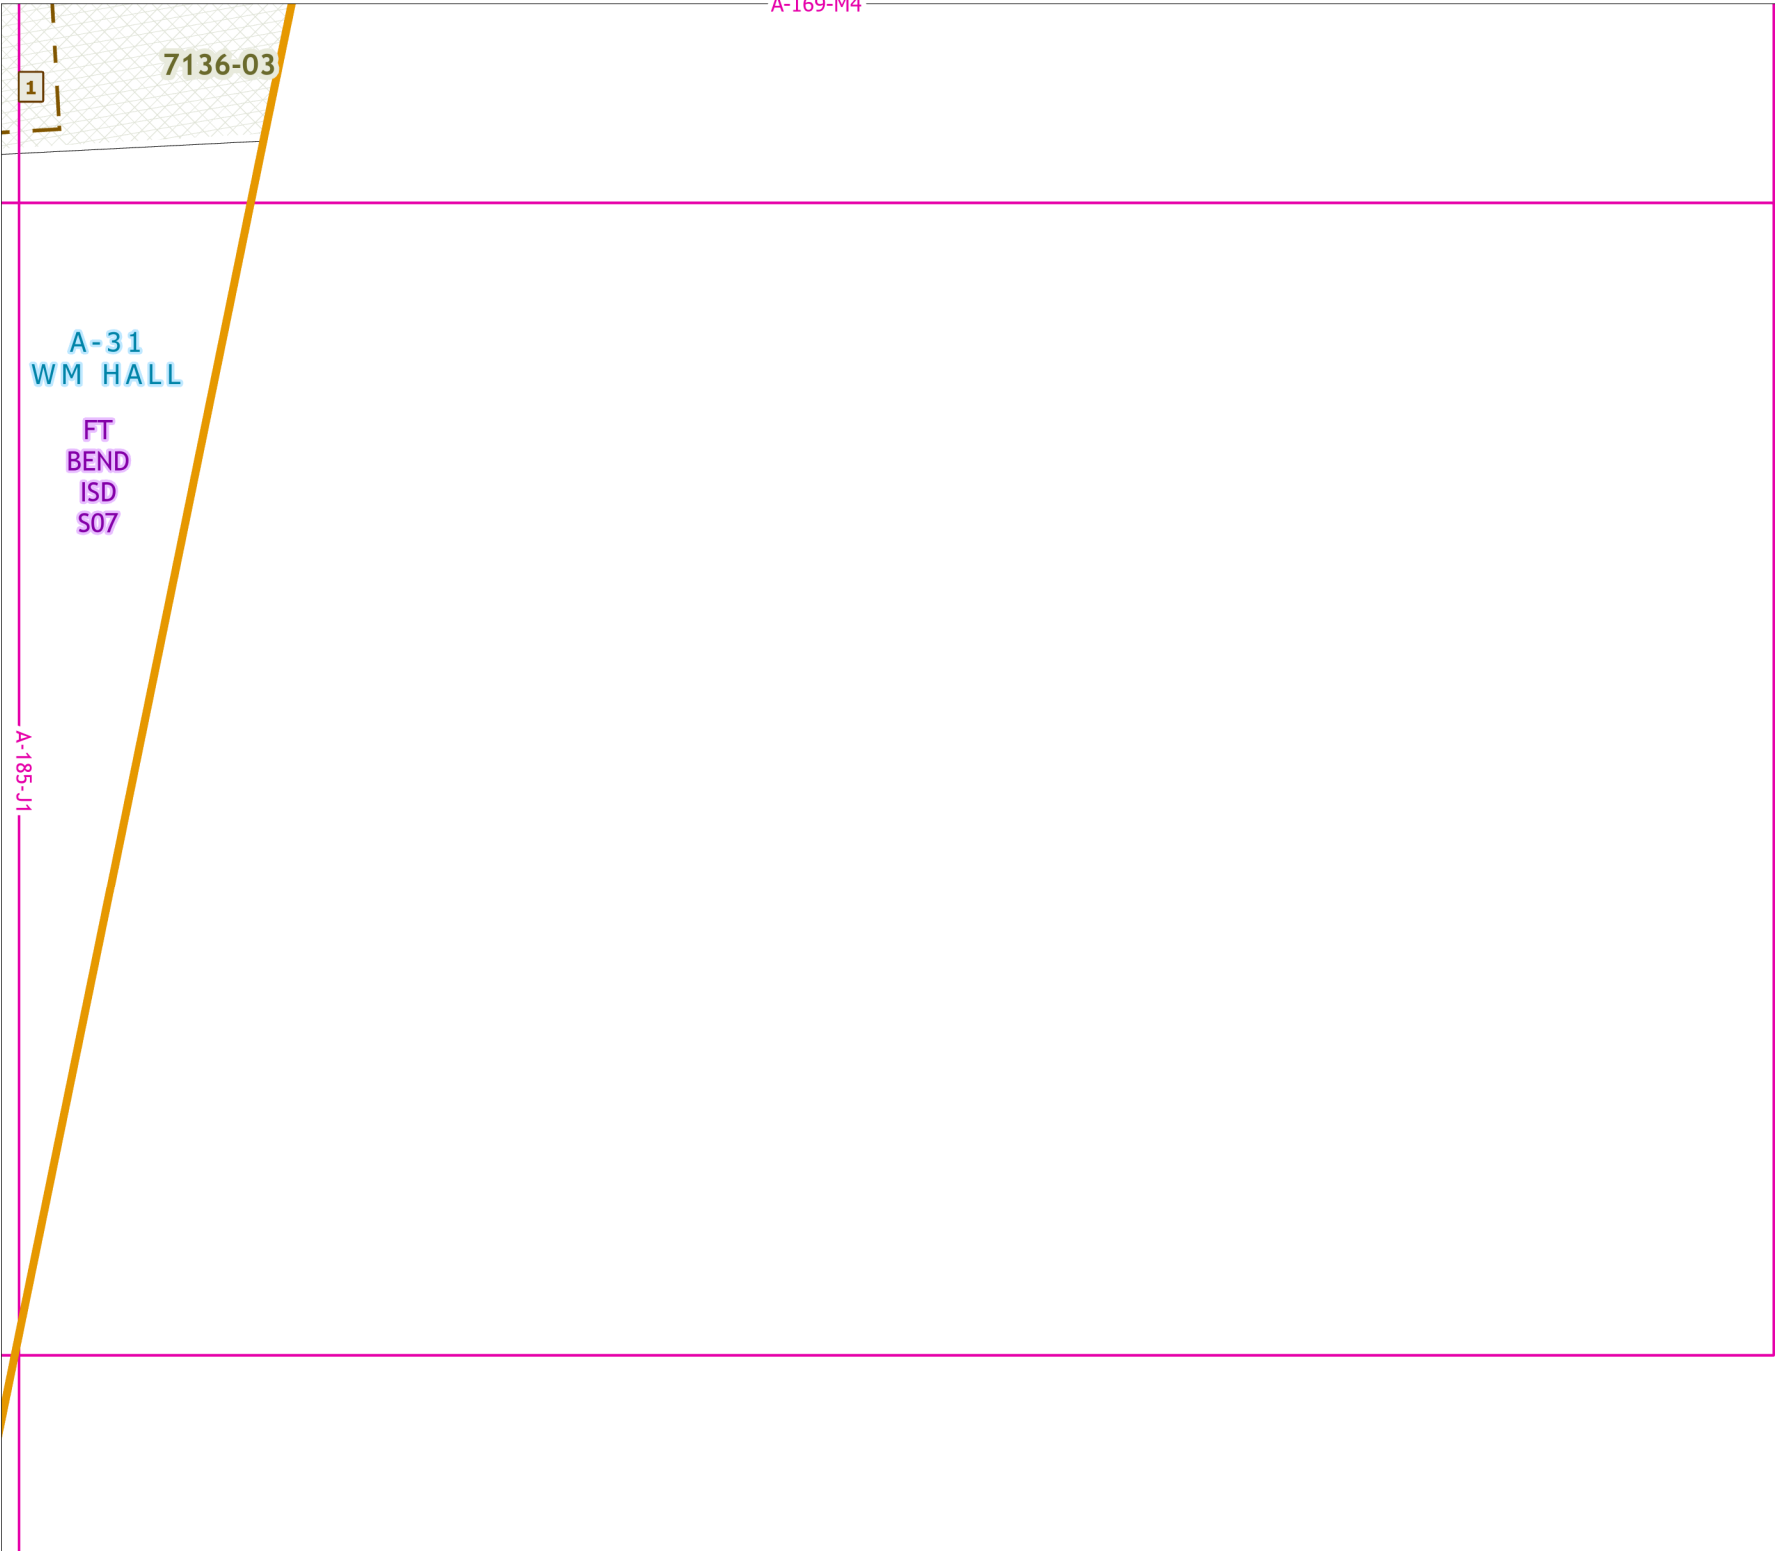 A-169-M4
7136-03
1
A-31
WM HALL
FT
BEND
ISD
S07
A-185-J1